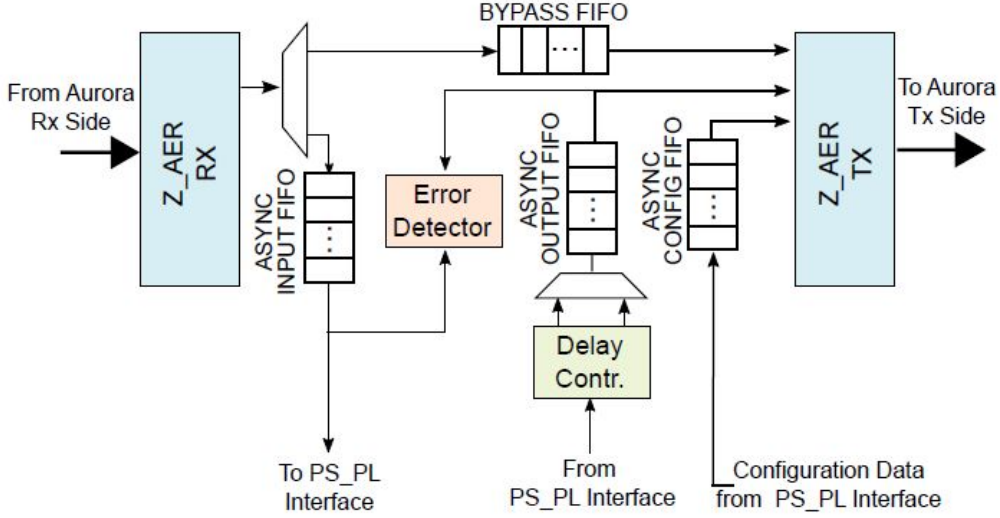 BYPASS FIFO
From Aurora
Rx Side
Z_AER
RX
ASYNC
INPUT FIFO
Error
Detector
ASYNC
OUTPUT FIFO
ASYNC
CONFIG FIFO
Z_AER
TX
To Aurora
Tx Side
Delay
Contr.
To PS_PL
Interface
From
PS_PL Interface
Configuration Data
from PS_PL Interface